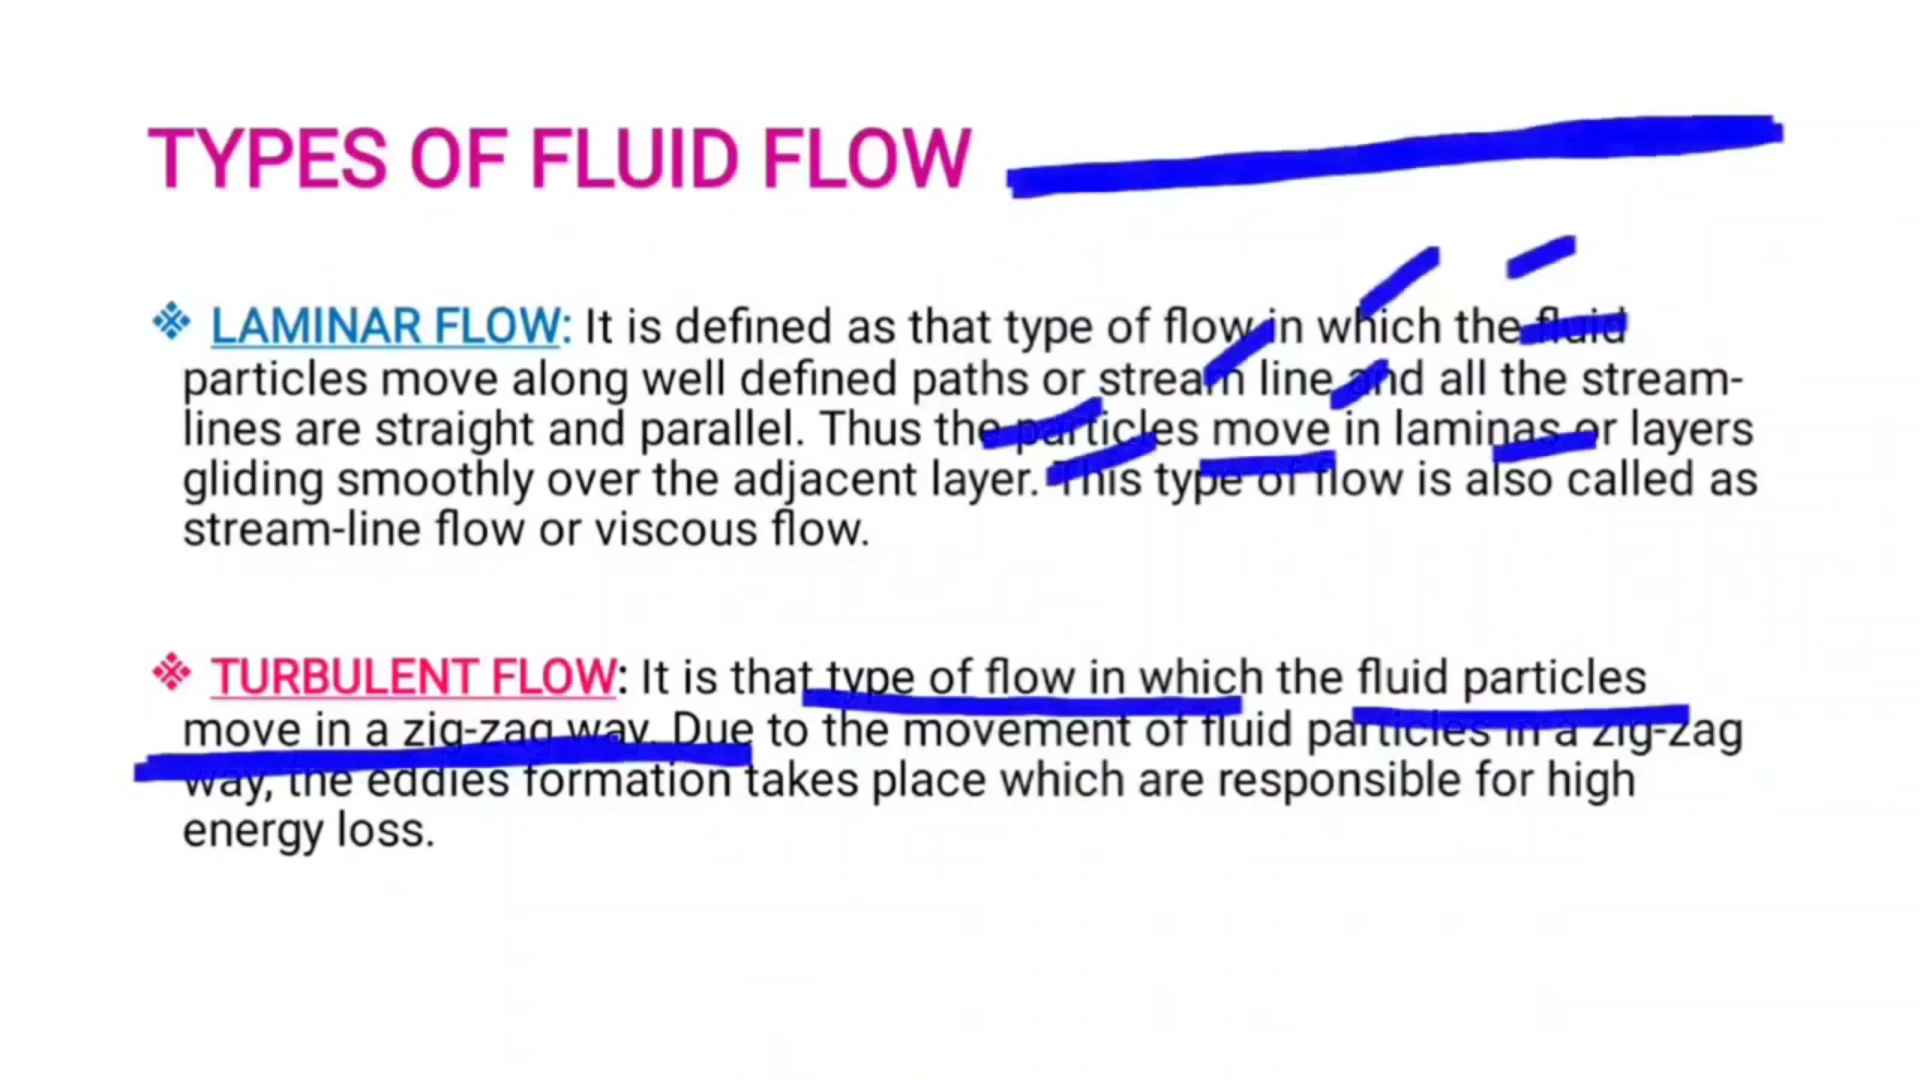 TYPES OF FLUID FLOW
LAMINAR FLOW: It is defined as that type of flow in which the fluid
particles move along well defined paths or stream line and all the stream-
lines are straight and parallel. Thus the particles move in laminas or layers
gliding smoothly over the adjacent layer. This type of flow is also called as
stream-line flow or viscous flow.
TURBULENT FLOW: It is that type of flow in which the fluid particles
move in a zig-zag way. Due to the movement of fluid particles in a zig-zag
way, the eddies formation takes place which are responsible for high
energy loss.